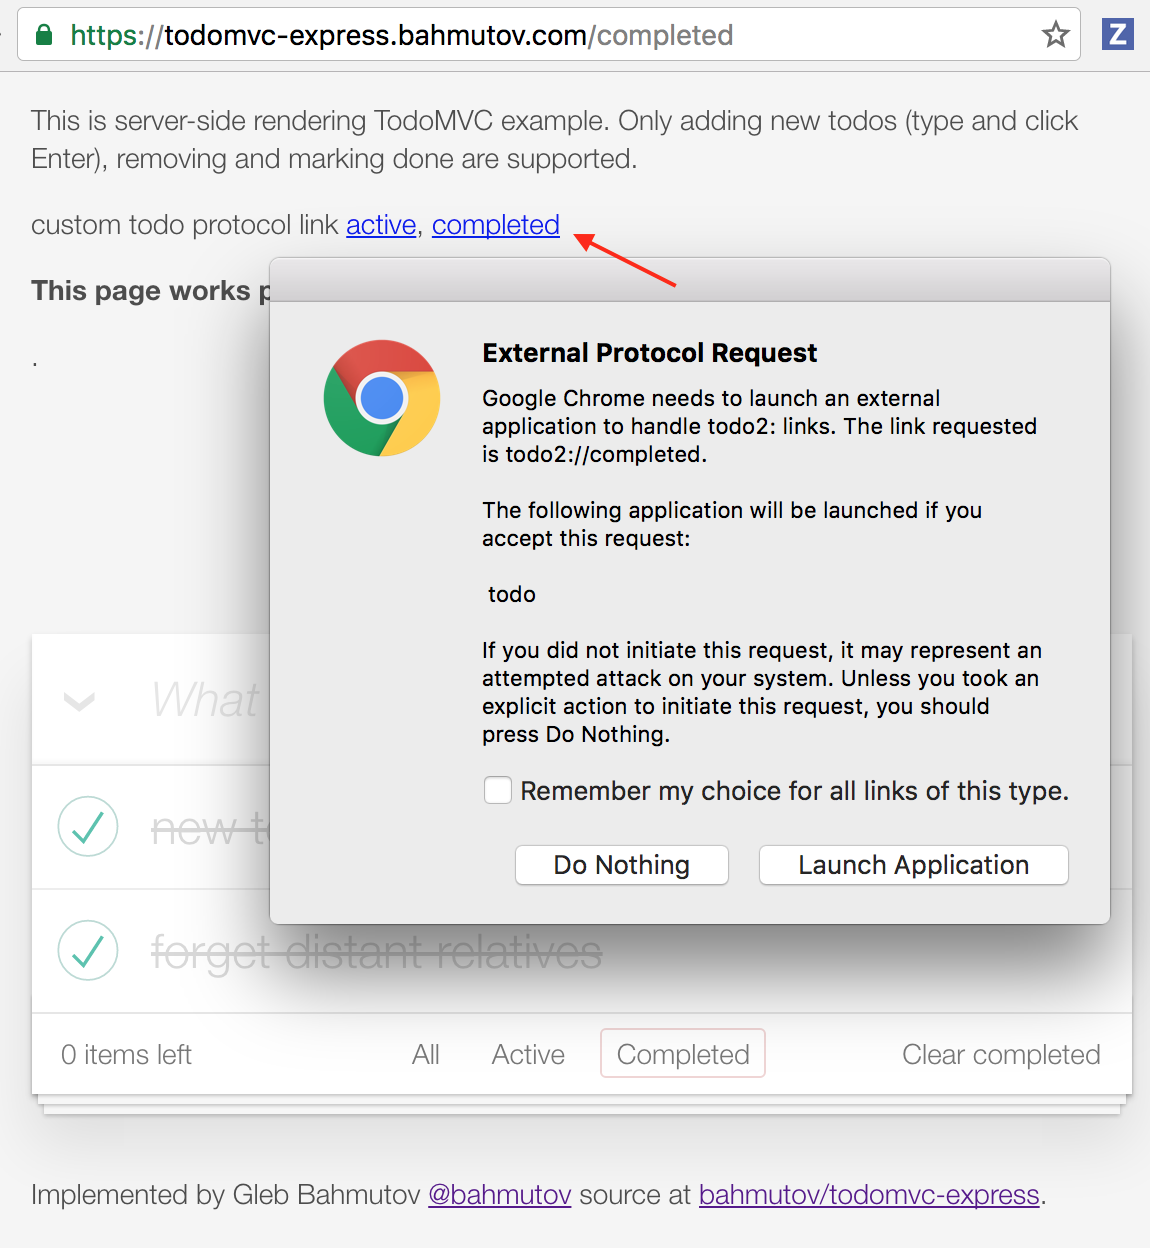 https://todomvc-express.bahmutov.com/completed
Z
This is server-side rendering TodoMVC example. Only adding new todos (type and click
Enter), removing and marking done are supported.
custom todo protocol link active, completed
This page works
.
External Protocol Request
Google Chrome needs to launch an external
application to handle todo2: links. The link requested
is todo2://completed.
The following application will be launched if you
accept this request:
todo
If you did not initiate this request, it may represent an
attempted attack on your system. Unless you took an
explicit action to initiate this request, you should
press Do Nothing.
Remember my choice for all links of this type.
Do Nothing Launch Application
What
new
forget distant relatives
0 items left All Active Completed Clear completed
Implemented by Gleb Bahmutov @bahmutov source at bahmutov/todomvc-express.